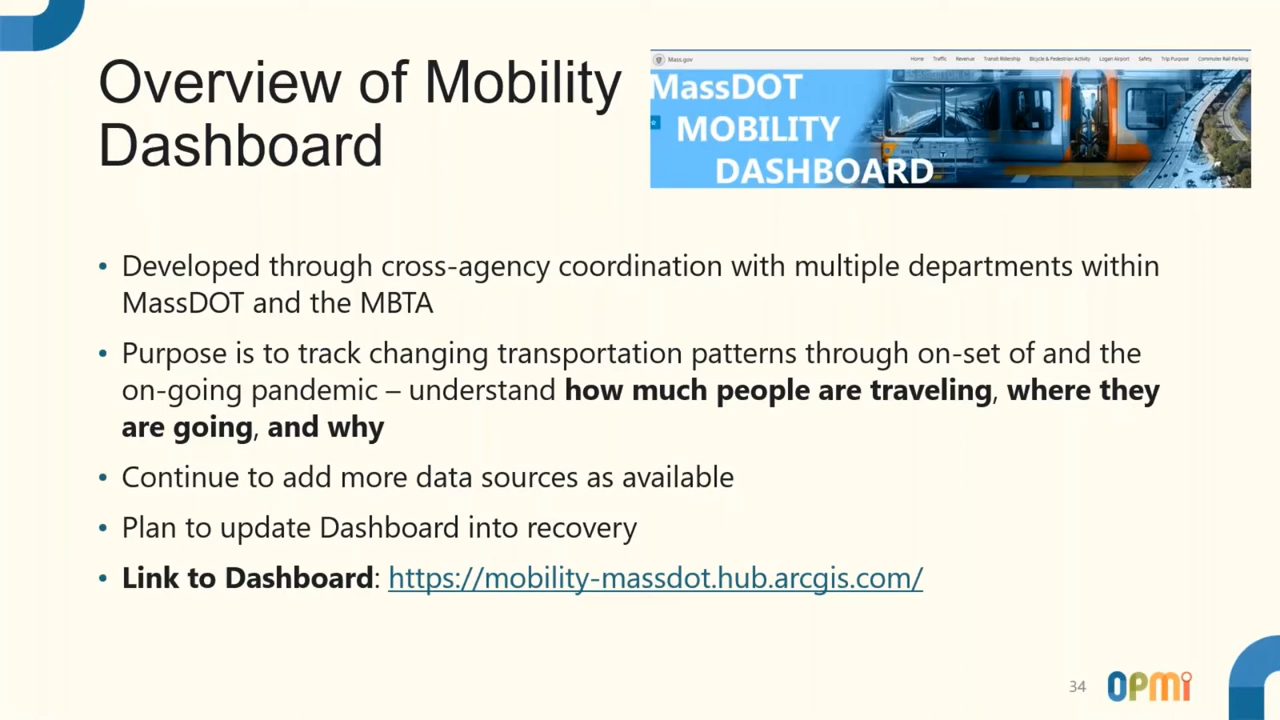 Overview of Mobility
Dashboard
Mass.gov
Home Traffic Revenue Transit Ridership Bicycle & Pedestrian Activity Logan Airport Safety Trip Purpose Commuter Rail Parking
MassDOT
MOBILITY
DASHBOARD
• Developed through cross-agency coordination with multiple departments within
MassDOT and the MBTA
• Purpose is to track changing transportation patterns through on-set of and the
on-going pandemic – understand how much people are traveling, where they
are going, and why
• Continue to add more data sources as available
• Plan to update Dashboard into recovery
• Link to Dashboard: https://mobility-massdot.hub.arcgis.com/
34
OPMi